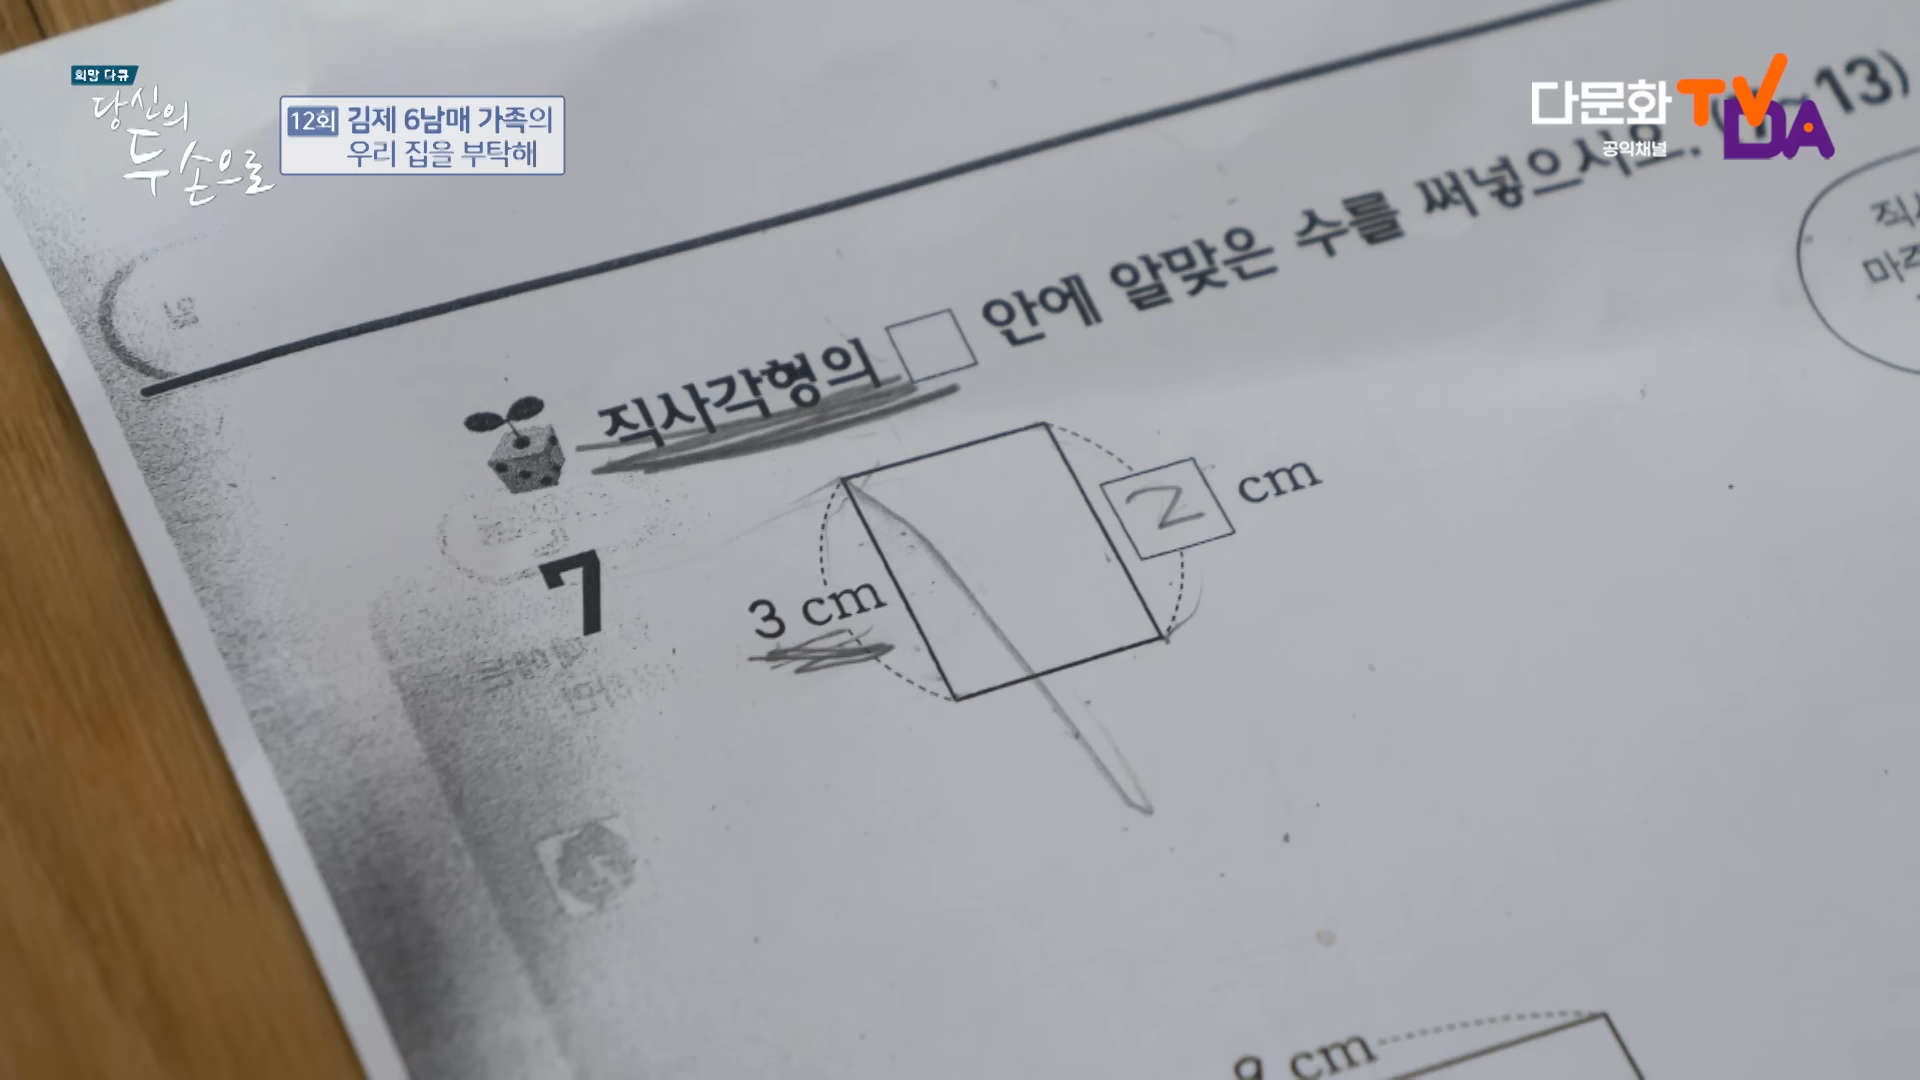 희망 다큐
당신의
두 손으로
12회 김제 6남매 가족의
우리 집을 부탁해
다문화 TV
DA
공익채널
직사각형의 □ 안에 알맞은 수를 써넣으시오.
13)
7
3 cm
2 cm
cm